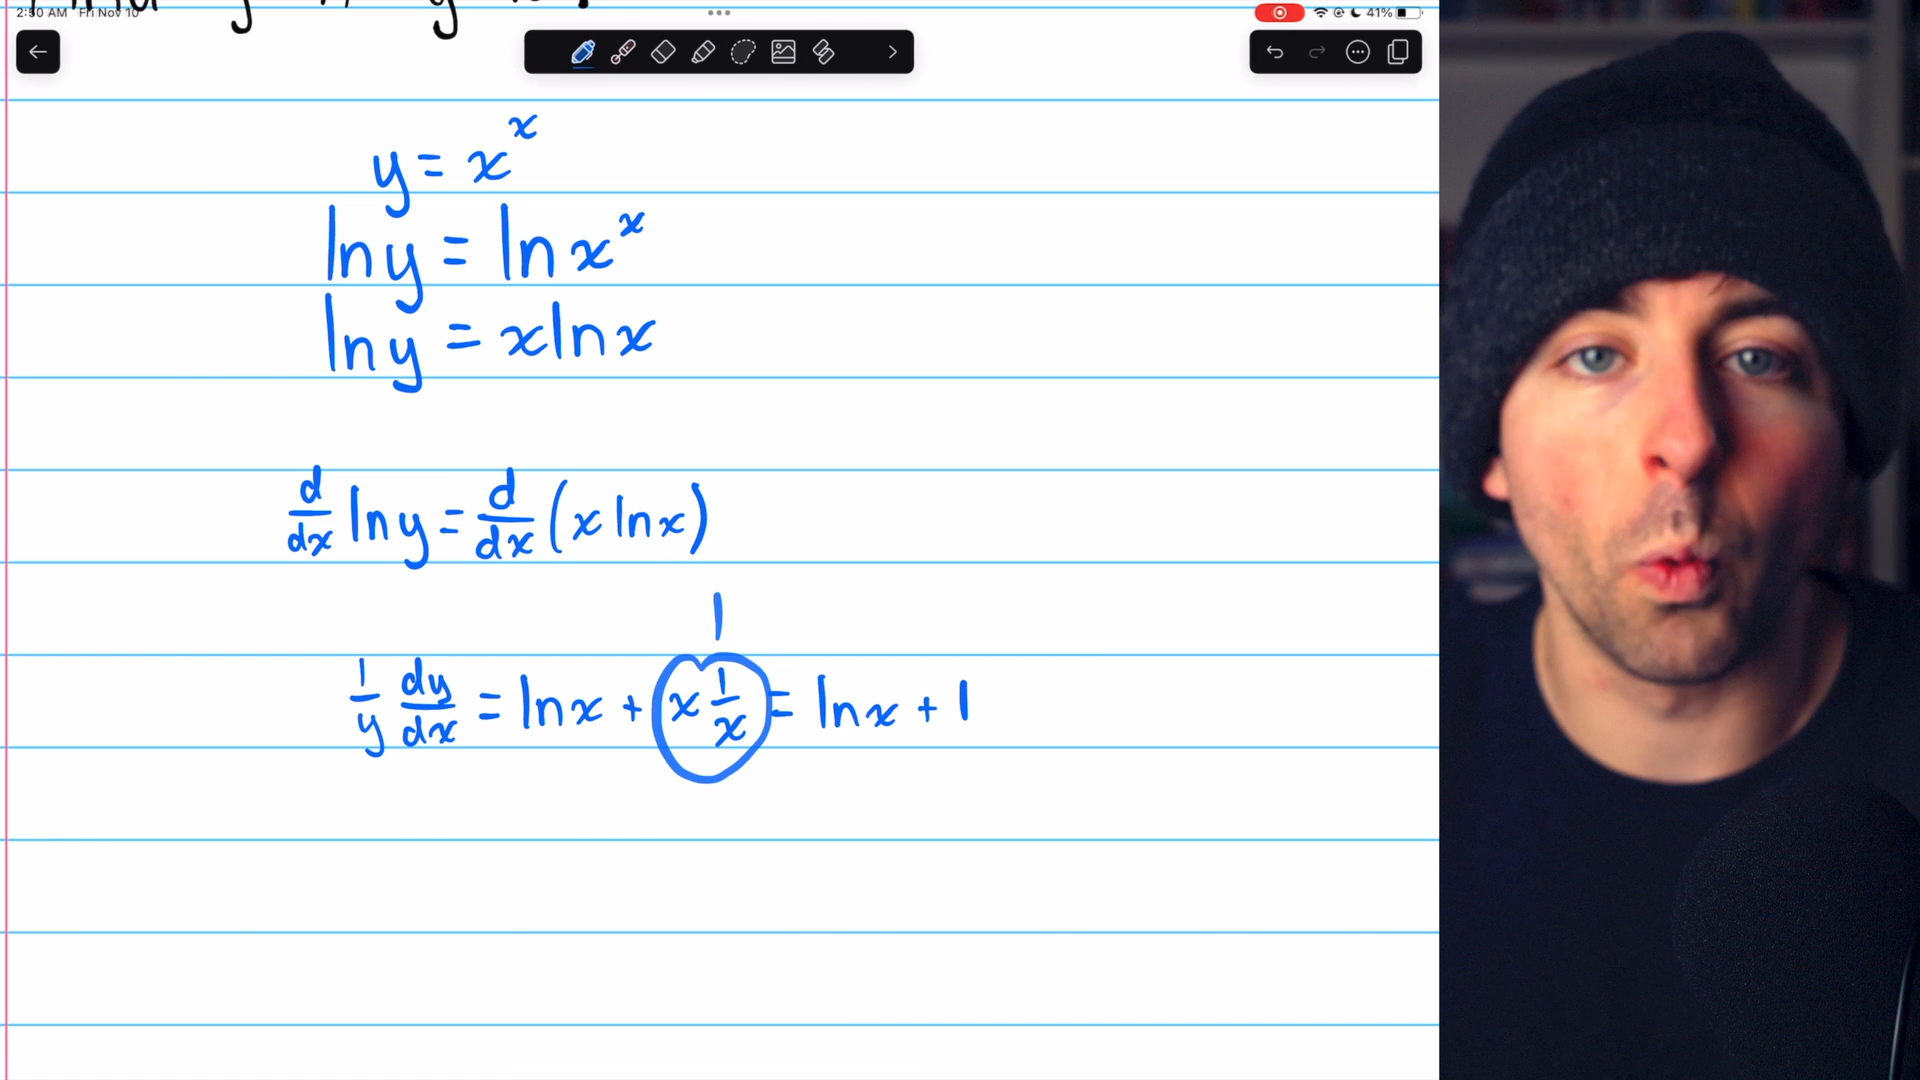 2:50 AM Fri Nov 10
41%
y = x^x
ln y = ln x^x
ln y = x ln x
d/dx ln y = d/dx (x ln x)
1
1/y dy/dx = ln x + x 1/x = ln x + 1